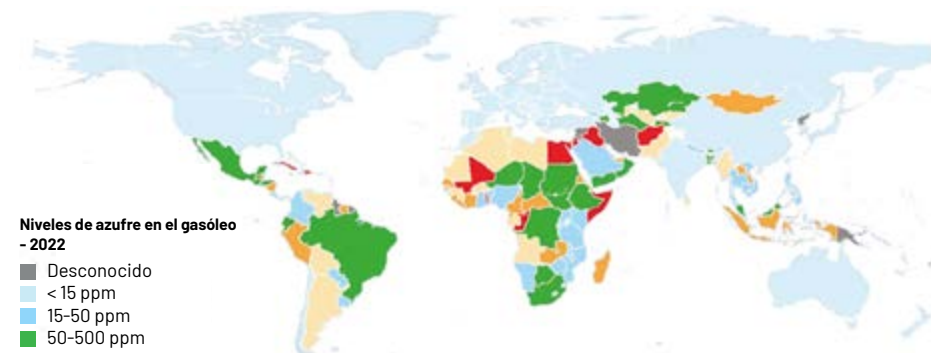 Niveles de azufre en el gasóleo
- 2022
Desconocido
< 15 ppm
15-50 ppm
50-500 ppm